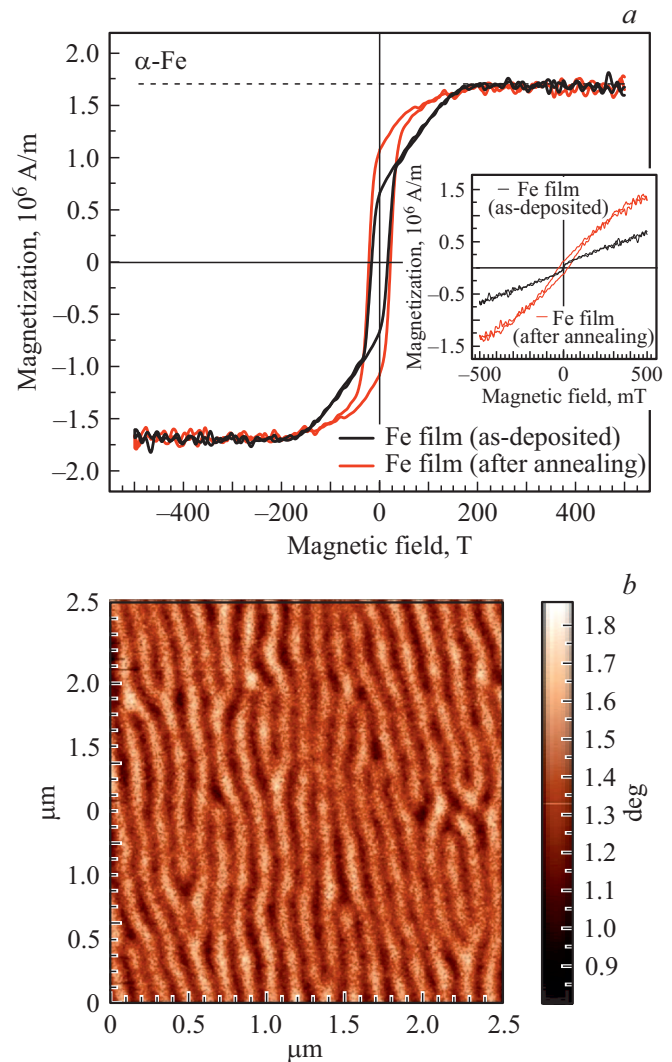 a
α-Fe
Magnetization, 10⁶ A/m
2.0
1.5
1.0
0.5
0
−0.5
−1.0
−1.5
−2.0
−400
−200
0
200
400
Magnetic field, T
Fe film (as-deposited)
Fe film (after annealing)
Magnetization, 10⁶ A/m
1.5
0.5
−0.5
−1.5
Fe film
(as-deposited)
Fe film
(after annealing)
−500
0
500
Magnetic field, mT
b
μm
2.5
2.0
1.5
0
1.0
0.5
0
0
0.5
1.0
1.5
2.0
2.5
μm
1.8
1.7
1.6
1.5
1.4
1.3
1.2
1.1
1.0
0.9
deg